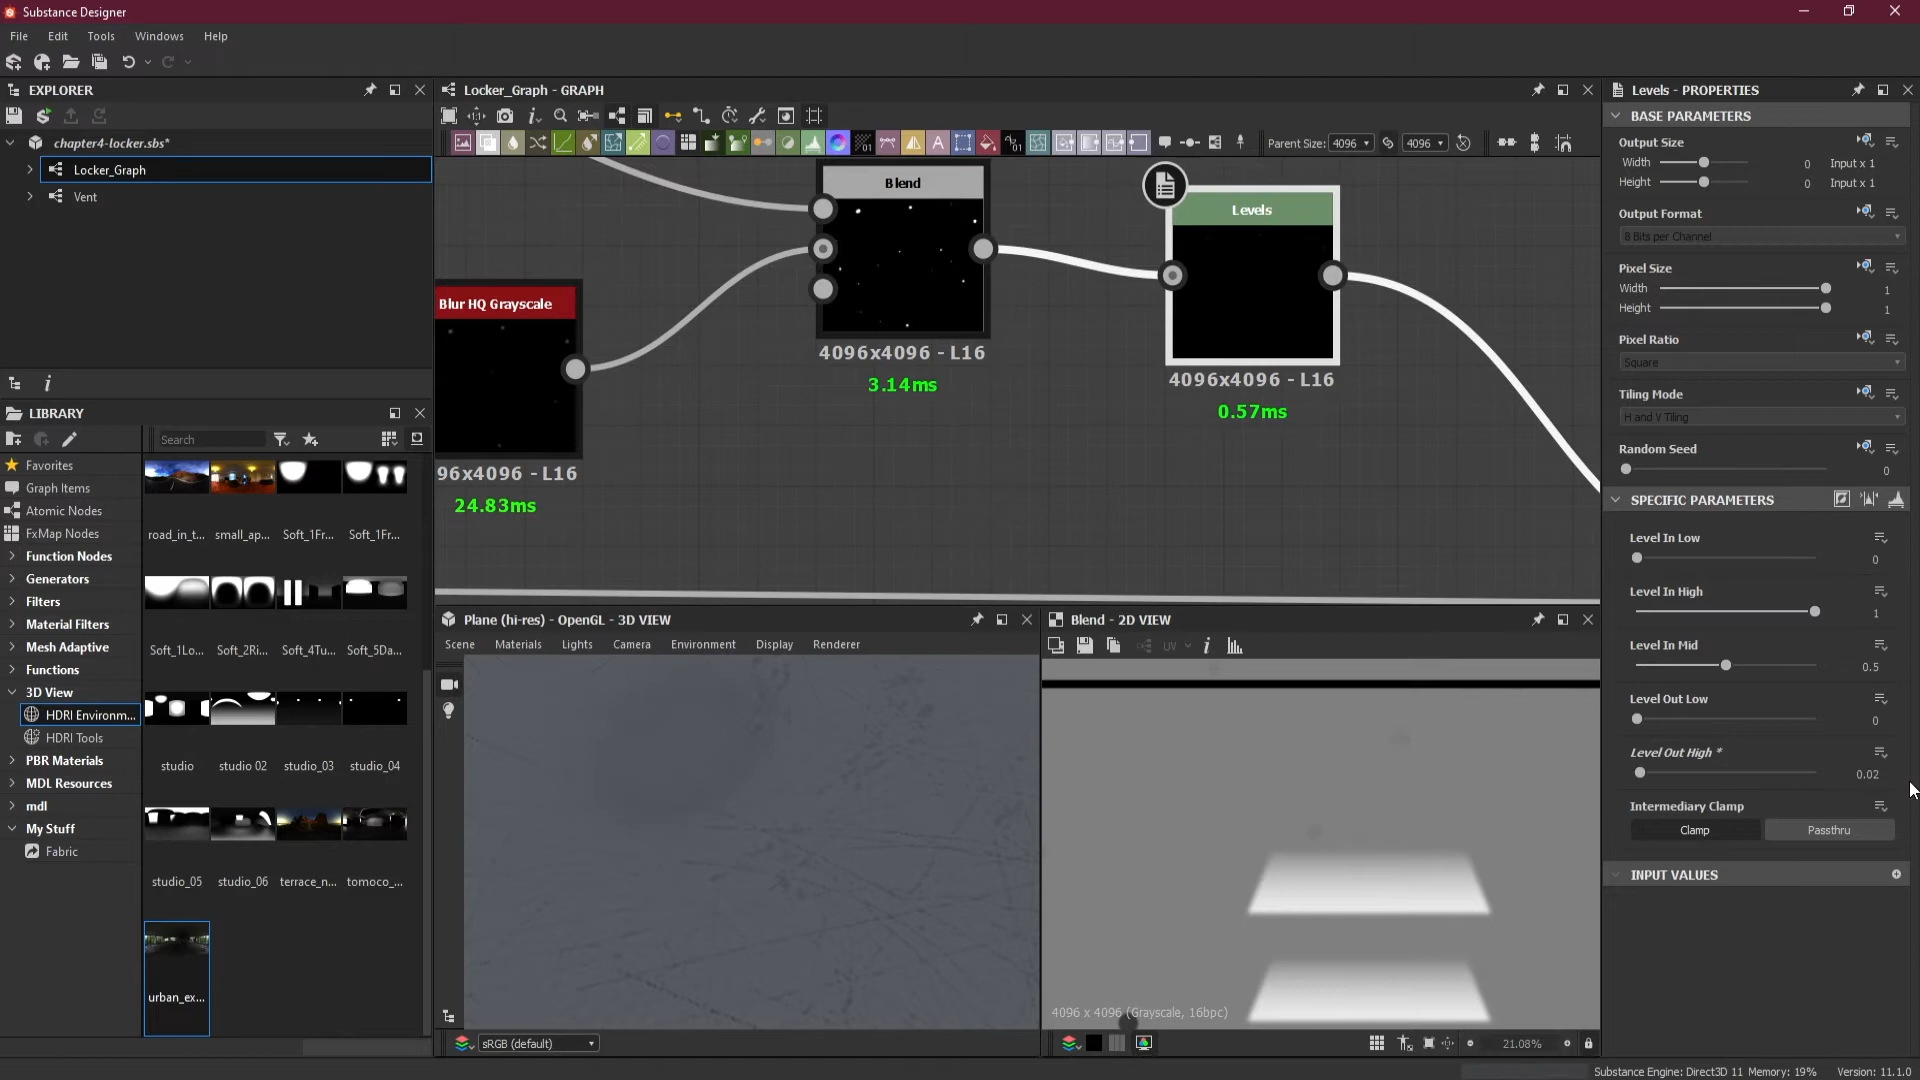 Substance Designer
File Edit Tools Windows Help
EXPLORER
chapter4-locker.sbs*
Locker_Graph
Vent
LIBRARY
Search
Favorites
Graph Items
Atomic Nodes
FxMap Nodes
Function Nodes
Generators
Filters
Material Filters
Mesh Adaptive
Functions
3D View
HDRI Environm...
HDRI Tools
PBR Materials
MDL Resources
mdl
My Stuff
Fabric
road_in_t... small_ap... Soft_1Fr... Soft_1Fr...
Soft_1Lo... Soft_2Ri... Soft_4Tu... Soft_5Da...
studio studio 02 studio_03 studio_04
studio_05 studio_06 terrace_n... tomoco_...
urban_ex...
Locker_Graph - GRAPH
Parent Size: 4096 4096
Blend
4096x4096 - L16
3.14ms
Levels
4096x4096 - L16
0.57ms
Blur HQ Grayscale
96x4096 - L16
24.83ms
Plane (hi-res) - OpenGL - 3D VIEW
Scene Materials Lights Camera Environment Display Renderer
sRGB (default)
Blend - 2D VIEW
UV
4096 x 4096 (Grayscale, 16bpc)
21.08%
Levels - PROPERTIES
BASE PARAMETERS
Output Size
Width 0 Input x 1
Height 0 Input x 1
Output Format
8 Bits per Channel
Pixel Size
Width 1
Height 1
Pixel Ratio
Square
Tiling Mode
H and V Tiling
Random Seed
0
SPECIFIC PARAMETERS
Level In Low
0
Level In High
1
Level In Mid
0.5
Level Out Low
0
Level Out High *
0.02
Intermediary Clamp
Clamp Passthru
INPUT VALUES
Substance Engine: Direct3D 11 Memory: 19% Version: 11.1.0